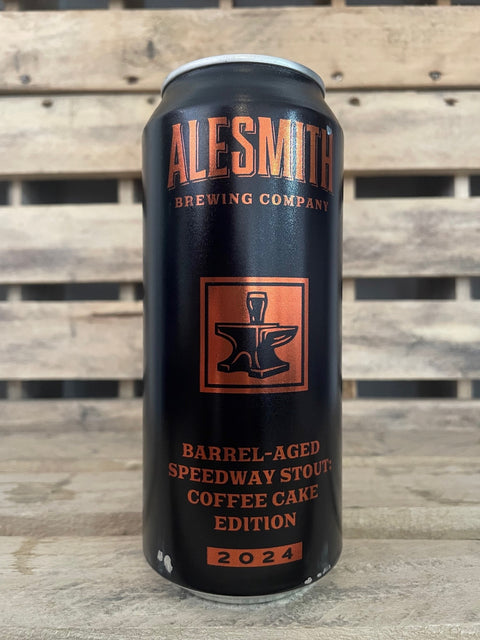 ALESMITH
BREWING COMPANY
BARREL-AGED
SPEEDWAY STOUT:
COFFEE CAKE
EDITION
2024